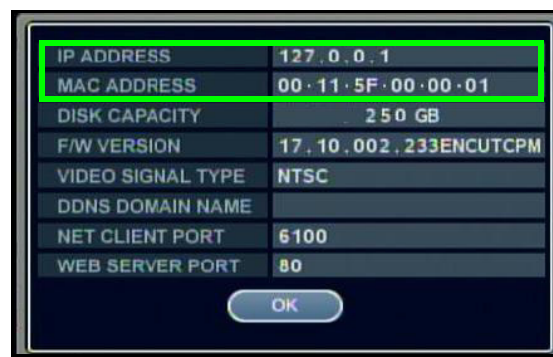 IP ADDRESS 127.0.0.1
MAC ADDRESS 00·11·5F·00·00·01
DISK CAPACITY 250 GB
F/W VERSION 17.10.002.233ENCUTCPM
VIDEO SIGNAL TYPE NTSC
DDNS DOMAIN NAME
NET CLIENT PORT 6100
WEB SERVER PORT 80
OK